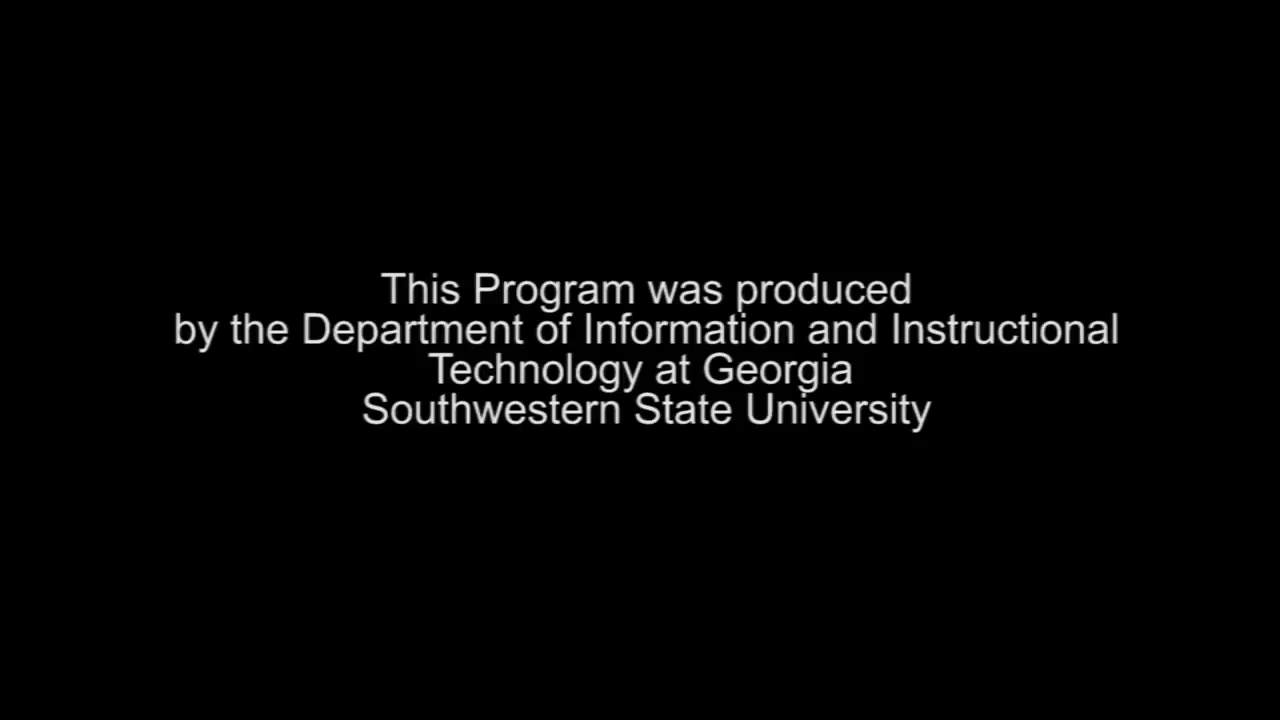 This Program was produced
by the Department of Information and Instructional
Technology at Georgia
Southwestern State University